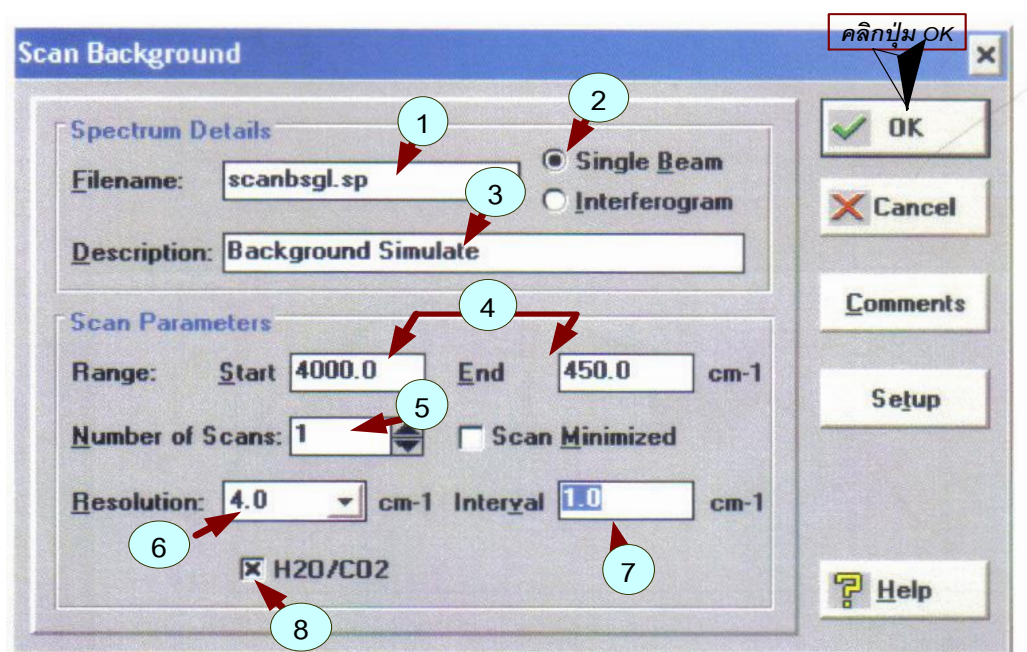 คลิกปุ่ม OK
Scan Background
Spectrum Details
1
2
Filename: scanbsgl.sp
Single Beam
3
Interferogram
Description: Background Simulate
OK
Cancel
Comments
Setup
Help
Scan Parameters
4
Range: Start 4000.0 End 450.0 cm-1
5
Number of Scans: 1 Scan Minimized
Resolution: 4.0 cm-1 Interval 1.0 cm-1
6
7
H2O/CO2
8